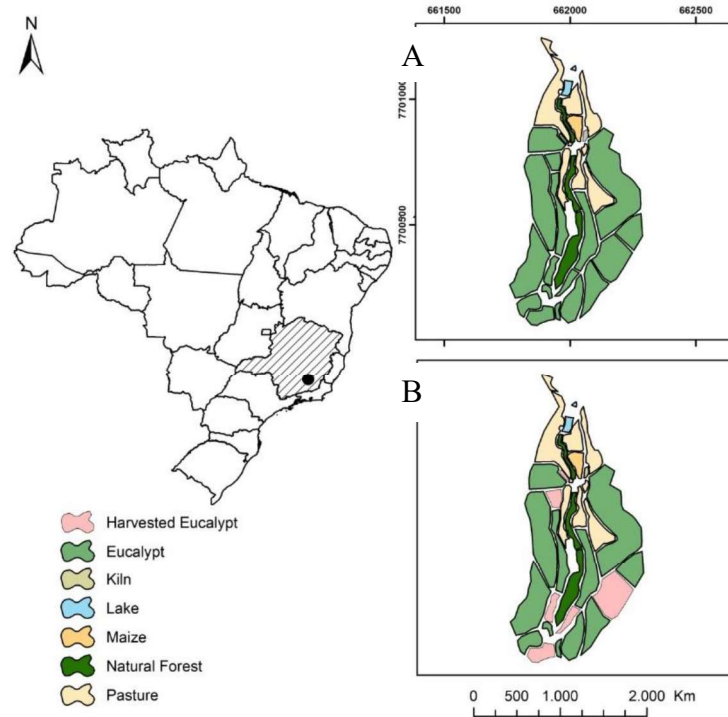 661500 662000 662500
N
A
7701000
7700500
B
Harvested Eucalypt
Eucalypt
Kiln
Lake
Maize
Natural Forest
Pasture
0 500 1.000 2.000 Km